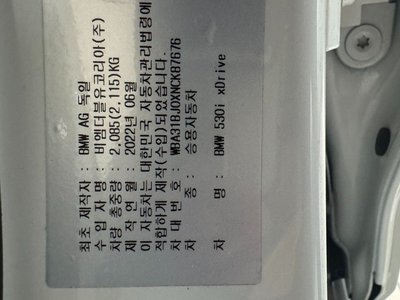 최초 제작자 : BMW AG 독일
수 입 자 명 : 비엠더블유코리아(주)
차량 총중량 : 2,085(2,115)KG
제 작 연 월 : 2022년 06월
이 자동차는 대한민국 자동차관리법령에
적합하게 제작(수입)되었습니다.
차 대 번 호 : WBA31BJ0XNCK87676
차 종 : 승용자동차
차 명 : BMW 530i xDrive